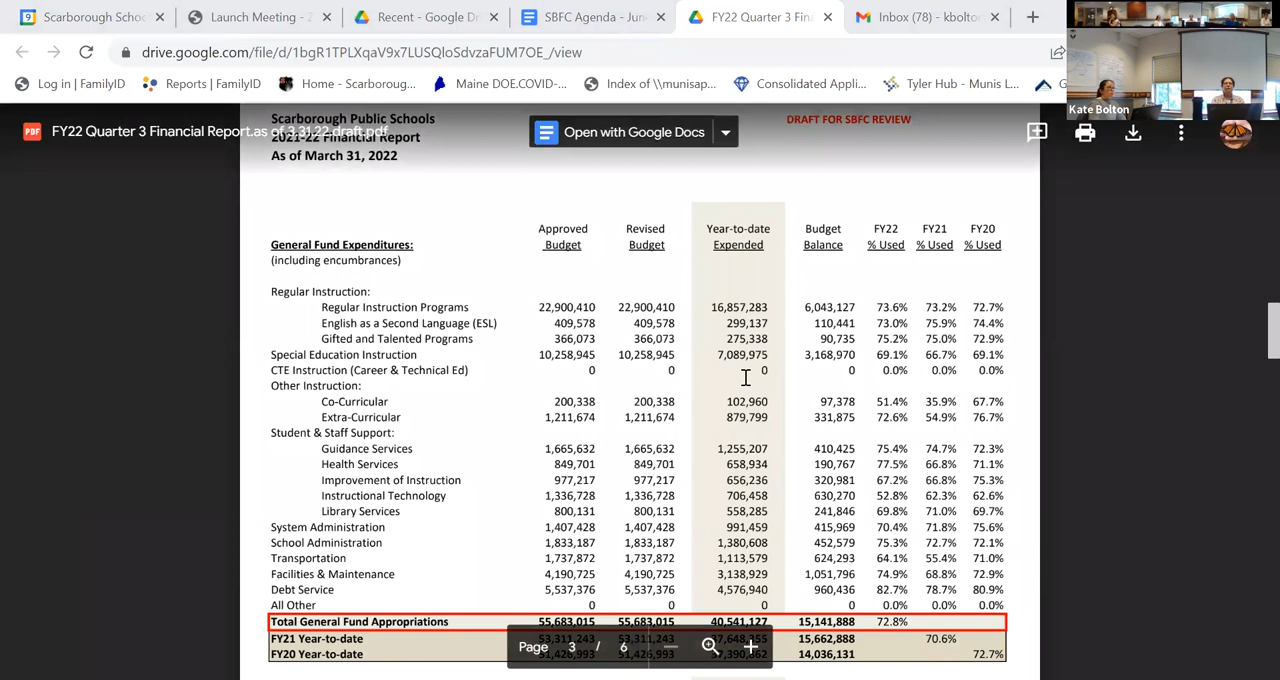 Scarborough Schoo
Launch Meeting - Z
Recent - Google Dr
SBFC Agenda - Jun
FY22 Quarter 3 Fina
Inbox (78) - kbolto
drive.google.com/file/d/1bgR1TPLXqaV9x7LUSQloSdvzaFUM7OE_/view
Log in | FamilyID
Reports | FamilyID
Home - Scarboroug...
Maine DOE.COVID-...
Index of \\munisap...
Consolidated Applic...
Tyler Hub - Munis L...
Kate Bolton
Scarborough Public Schools
DRAFT FOR SBFC REVIEW
PDF FY22 Quarter 3 Financial Report.as of 3.31.22.draft.pdf
Open with Google Docs
2021-22 Financial Report
As of March 31, 2022
Approved Revised Year-to-date Budget FY22 FY21 FY20
General Fund Expenditures: Budget Budget Expended Balance % Used % Used % Used
(including encumbrances)
Regular Instruction:
Regular Instruction Programs 22,900,410 22,900,410 16,857,283 6,043,127 73.6% 73.2% 72.7%
English as a Second Language (ESL) 409,578 409,578 299,137 110,441 73.0% 75.9% 74.4%
Gifted and Talented Programs 366,073 366,073 275,338 90,735 75.2% 75.0% 72.9%
Special Education Instruction 10,258,945 10,258,945 7,089,975 3,168,970 69.1% 66.7% 69.1%
CTE Instruction (Career & Technical Ed) 0 0 0 0 0.0% 0.0% 0.0%
Other Instruction:
Co-Curricular 200,338 200,338 102,960 97,378 51.4% 35.9% 67.7%
Extra-Curricular 1,211,674 1,211,674 879,799 331,875 72.6% 54.9% 76.7%
Student & Staff Support:
Guidance Services 1,665,632 1,665,632 1,255,207 410,425 75.4% 74.7% 72.3%
Health Services 849,701 849,701 658,934 190,767 77.5% 66.8% 71.1%
Improvement of Instruction 977,217 977,217 656,236 320,981 67.2% 66.8% 75.3%
Instructional Technology 1,336,728 1,336,728 706,458 630,270 52.8% 62.3% 62.6%
Library Services 800,131 800,131 558,285 241,846 69.8% 71.0% 69.7%
System Administration 1,407,428 1,407,428 991,459 415,969 70.4% 71.8% 75.6%
School Administration 1,833,187 1,833,187 1,380,608 452,579 75.3% 72.7% 72.1%
Transportation 1,737,872 1,737,872 1,113,579 624,293 64.1% 55.4% 71.0%
Facilities & Maintenance 4,190,725 4,190,725 3,138,929 1,051,796 74.9% 68.8% 72.9%
Debt Service 5,537,376 5,537,376 4,576,940 960,436 82.7% 78.7% 80.9%
All Other 0 0 0 0 0.0% 0.0% 0.0%
Total General Fund Appropriations 55,683,015 55,683,015 40,541,127 15,141,888 72.8%
FY21 Year-to-date 53,311,243 53,311,243 15,662,888 70.6%
FY20 Year-to-date 14,036,131 72.7%
Page 3 / 6